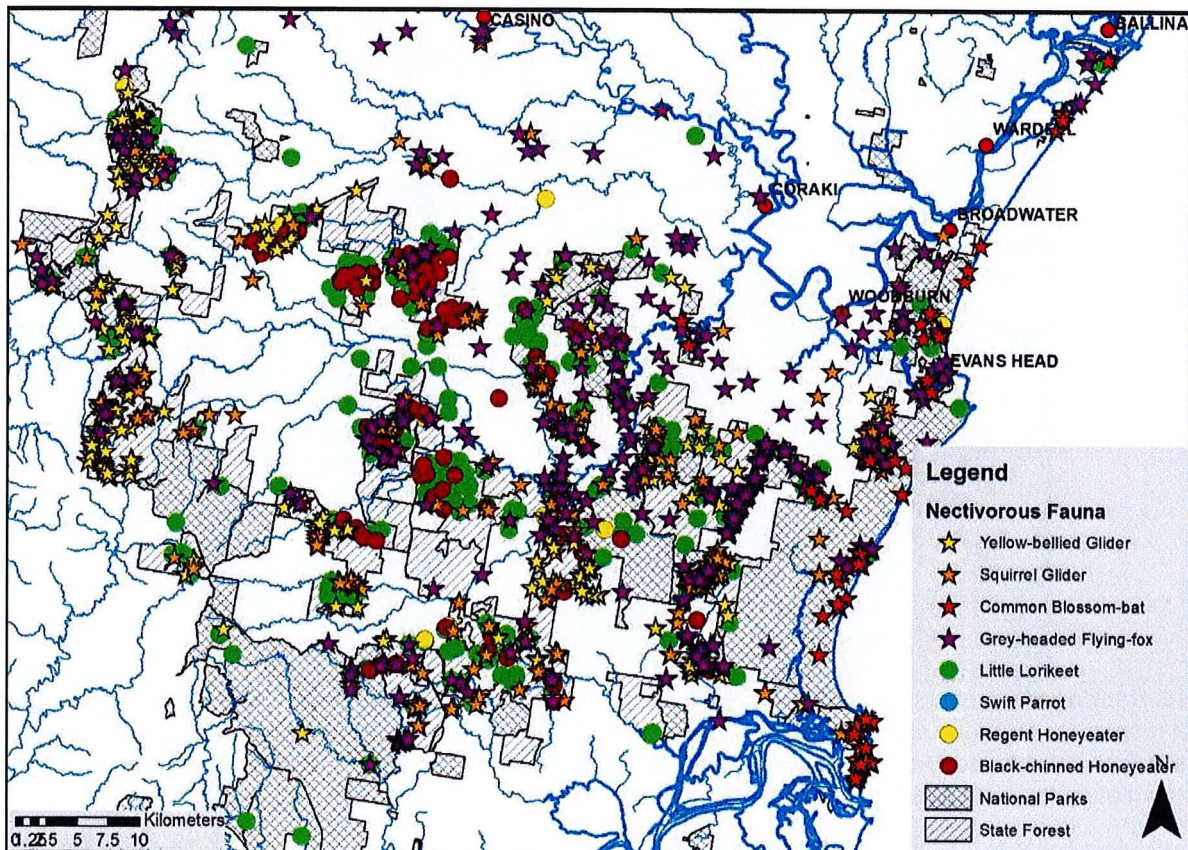 CASINO
BALLINA
WARDELL
CORAKI
BROADWATER
WOODBURN
EVANS HEAD
Legend
Nectivorous Fauna
Yellow-bellied Glider
Squirrel Glider
Common Blossom-bat
Grey-headed Flying-fox
Little Lorikeet
Swift Parrot
Regent Honeyeater
Black-chinned Honeyeater
National Parks
State Forest
N
Kilometers
5 7.5 10